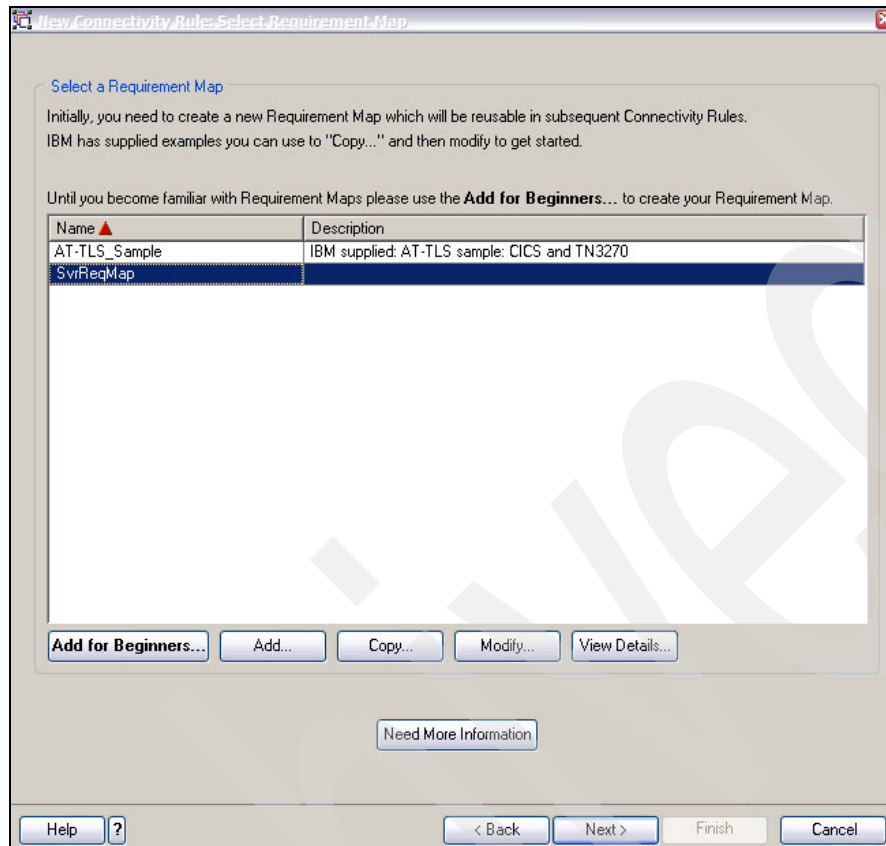 New Connectivity Rule: Select Requirement Map
Select a Requirement Map
Initially, you need to create a new Requirement Map which will be reusable in subsequent Connectivity Rules.
IBM has supplied examples you can use to "Copy..." and then modify to get started.
Until you become familiar with Requirement Maps please use the Add for Beginners... to create your Requirement Map.
Name Description
AT-TLS_Sample IBM supplied: AT-TLS sample: CICS and TN3270
SvrReqMap
Add for Beginners... Add... Copy... Modify... View Details...
Need More Information
Help ? < Back Next > Finish Cancel